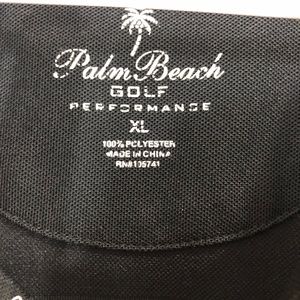 Palm Beach
GOLF
PERFORMANCE
XL
100% POLYESTER
MADE IN CHINA
RN#135741